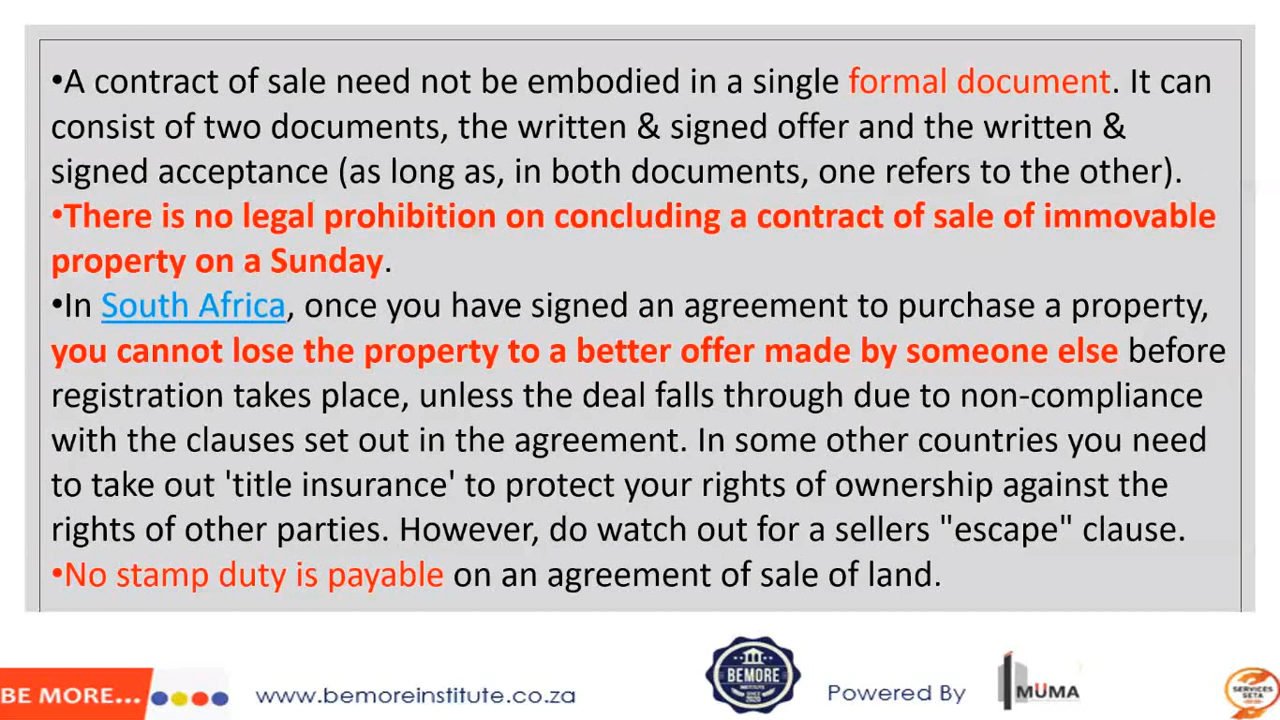 •A contract of sale need not be embodied in a single formal document. It can
consist of two documents, the written & signed offer and the written &
signed acceptance (as long as, in both documents, one refers to the other).
•There is no legal prohibition on concluding a contract of sale of immovable
property on a Sunday.
•In South Africa, once you have signed an agreement to purchase a property,
you cannot lose the property to a better offer made by someone else before
registration takes place, unless the deal falls through due to non-compliance
with the clauses set out in the agreement. In some other countries you need
to take out 'title insurance' to protect your rights of ownership against the
rights of other parties. However, do watch out for a sellers "escape" clause.
•No stamp duty is payable on an agreement of sale of land.
BE MORE...
www.bemoreinstitute.co.za
BEMORE
INSTITUTE
Powered By
MUMA
SERVICES
SETA